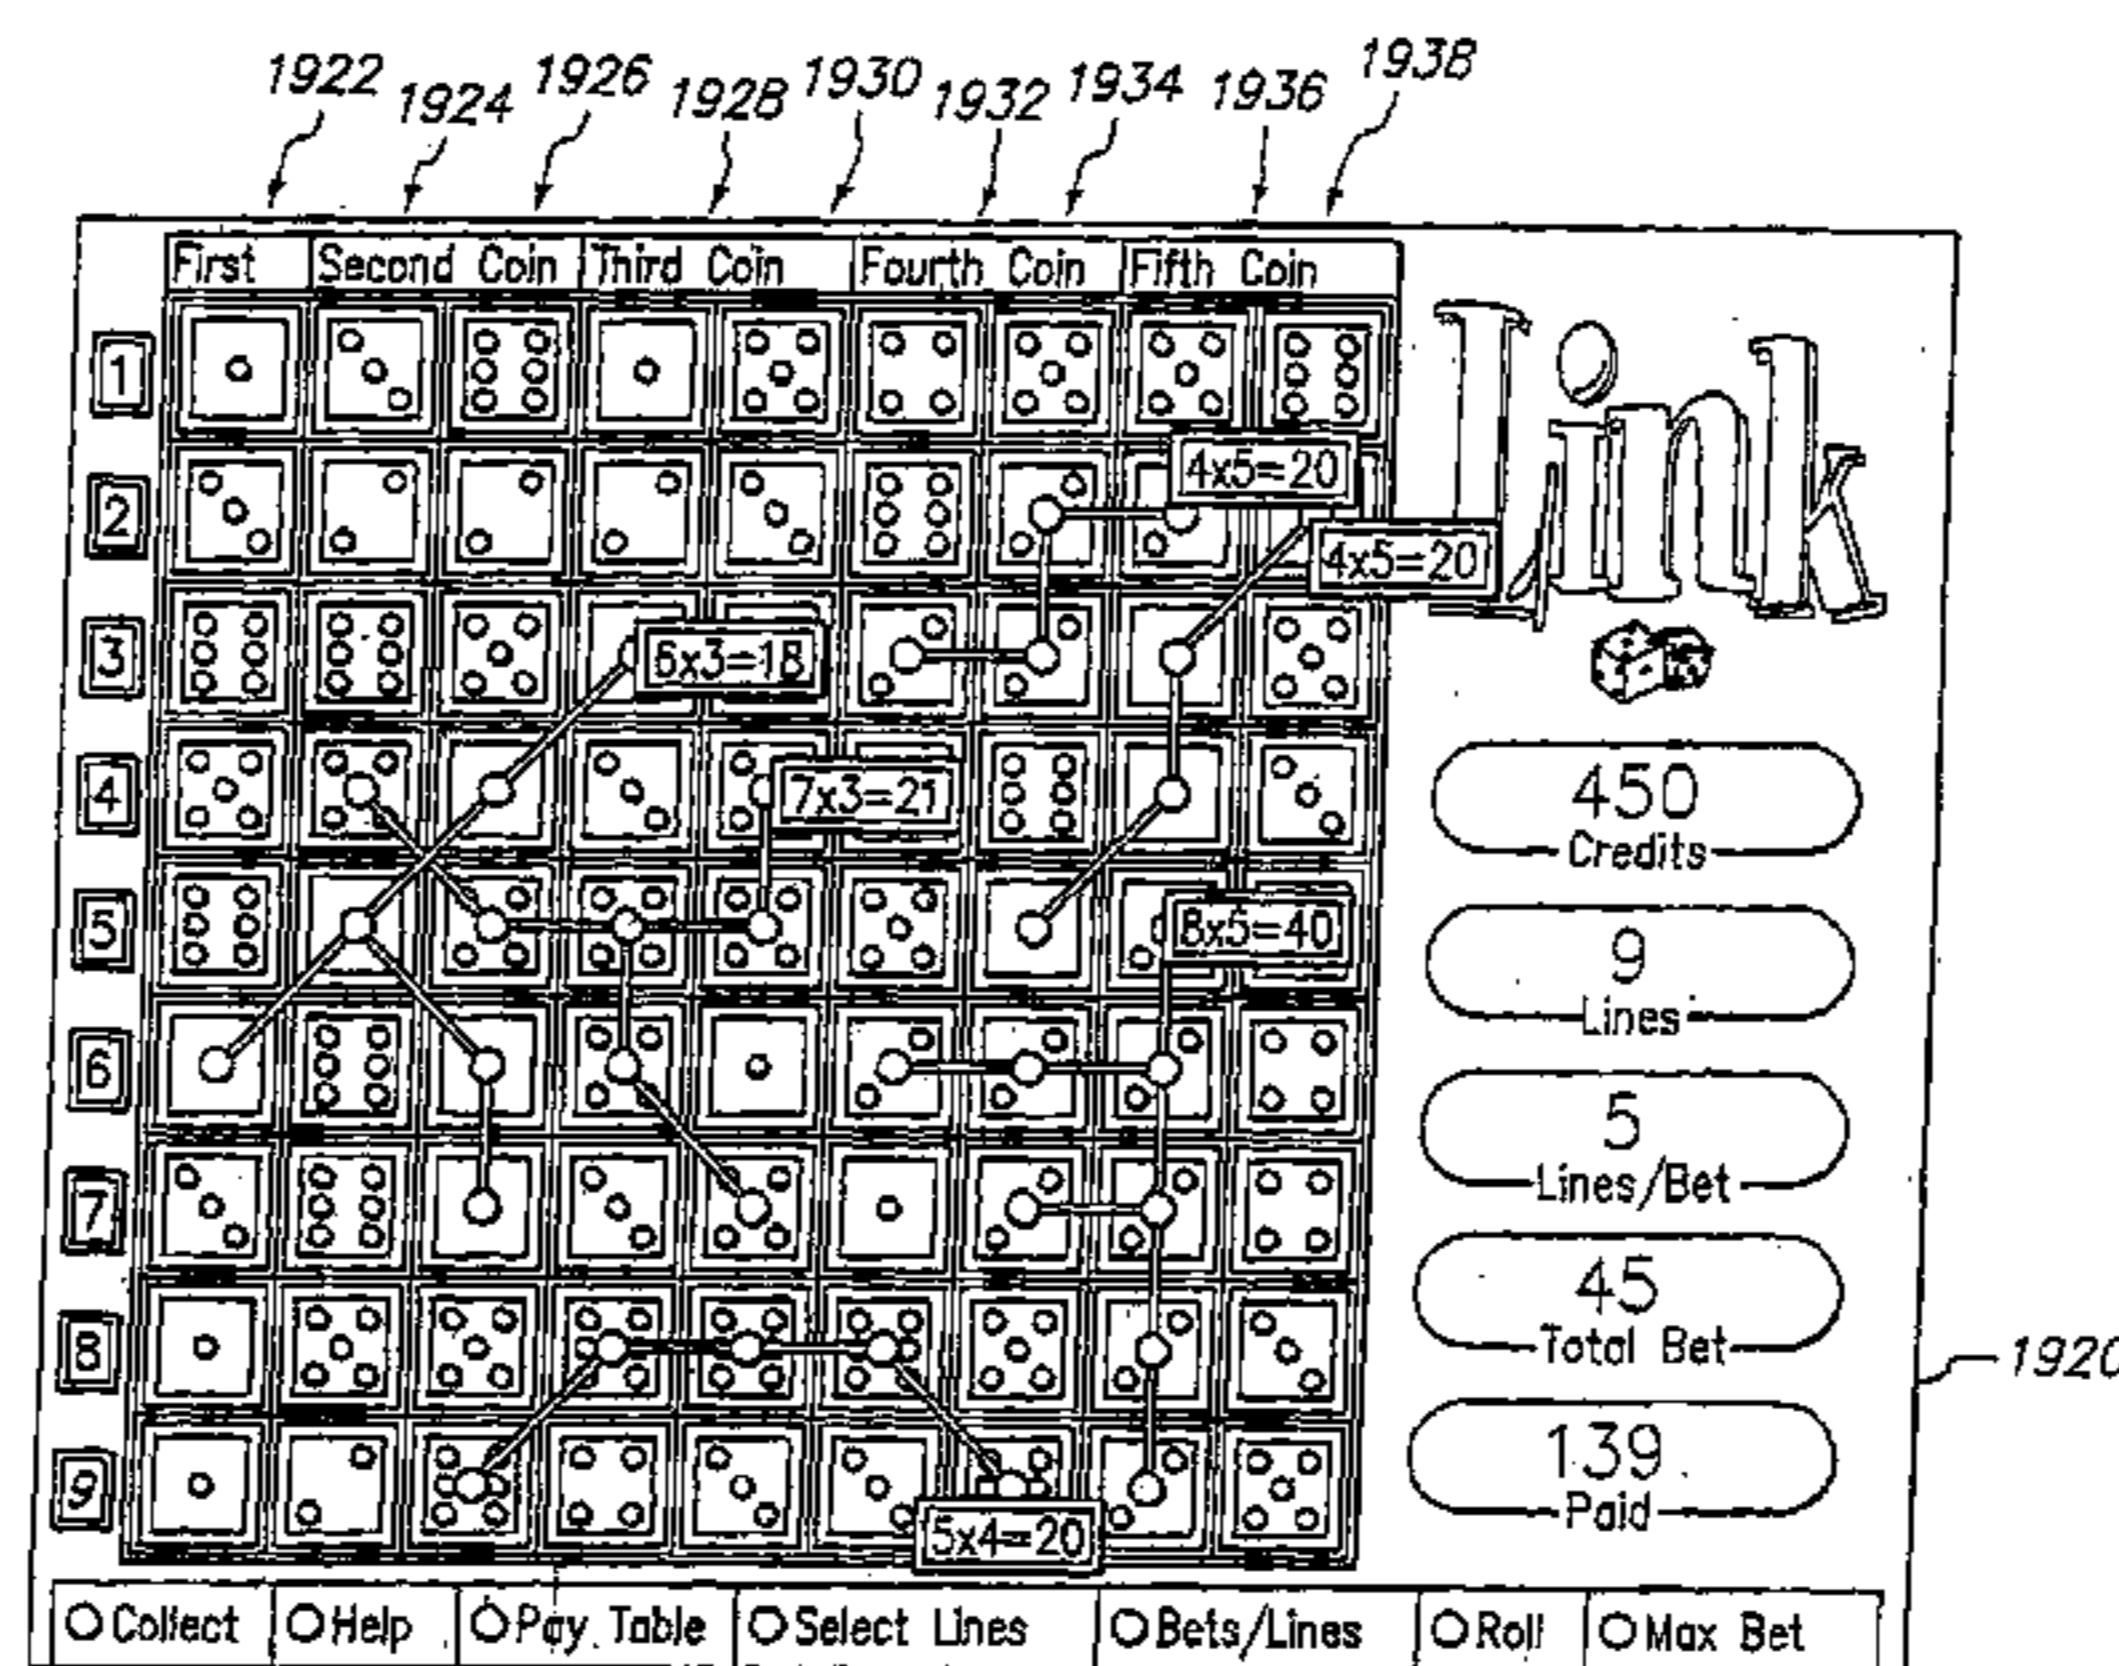 1922 1924 1926 1928 1930 1932 1934 1936 1938
First Second Coin Third Coin Fourth Coin Fifth Coin
1
4x5=20
2
4x5=20
3
6x3=18
4
7x3=21
5
8x5=40
6
7
8
9
5x4=20
Link
450
Credits
9
Lines
5
Lines/Bet
45
Total Bet
139
Paid
1920
Collect Help Pay Table Select Lines Bets/Lines Roll Max Bet